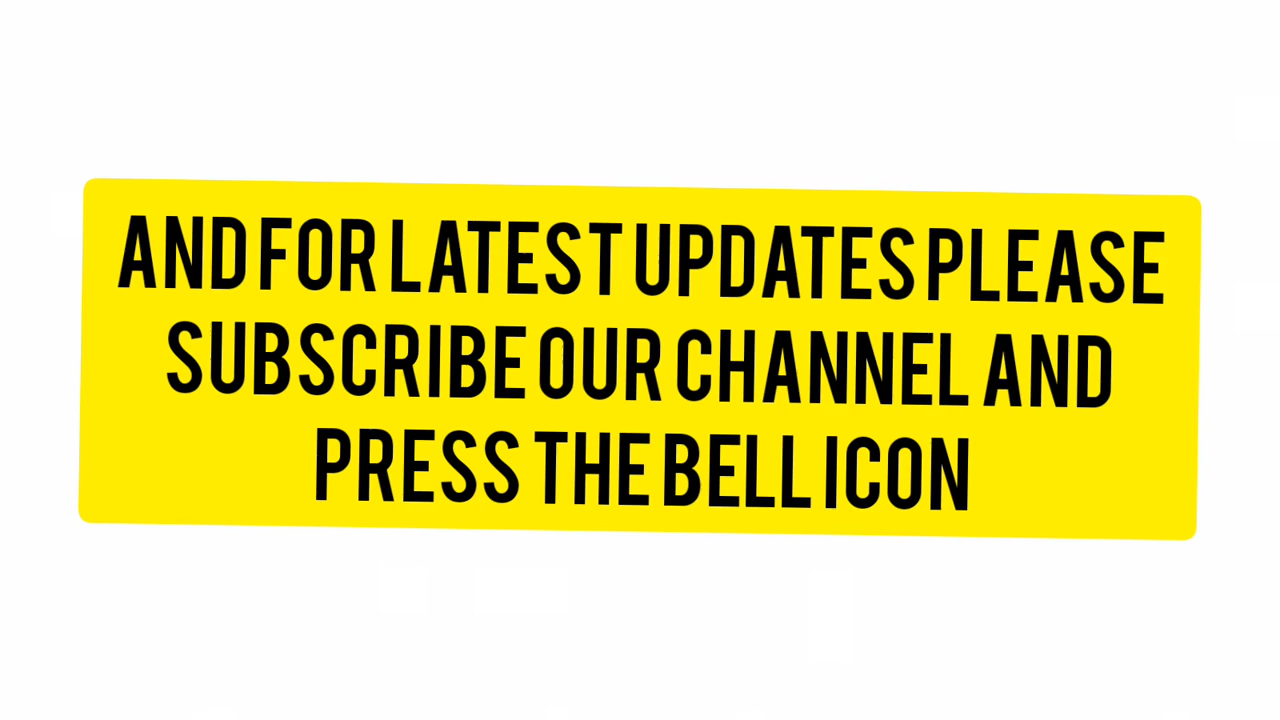 AND FOR LATEST UPDATES PLEASE
SUBSCRIBE OUR CHANNEL AND
PRESS THE BELL ICON